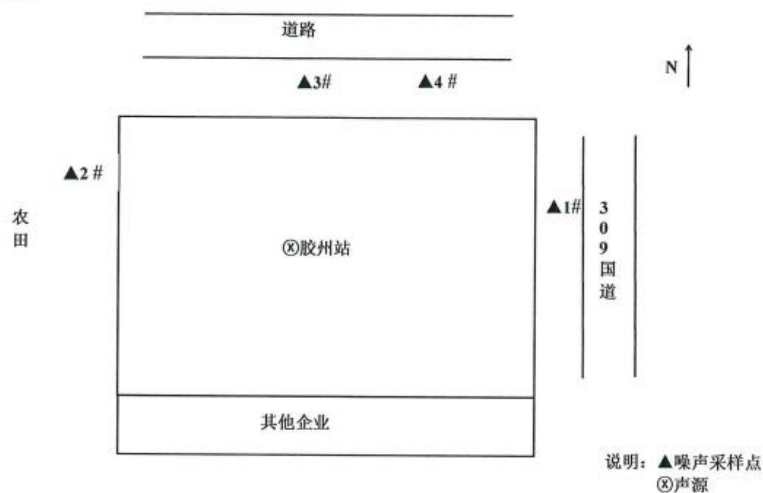 道路
N
▲3#
▲4 #
▲2 #
▲1#
309国道
农田
ⓧ胶州站
其他企业
说明：▲噪声采样点
ⓧ声源